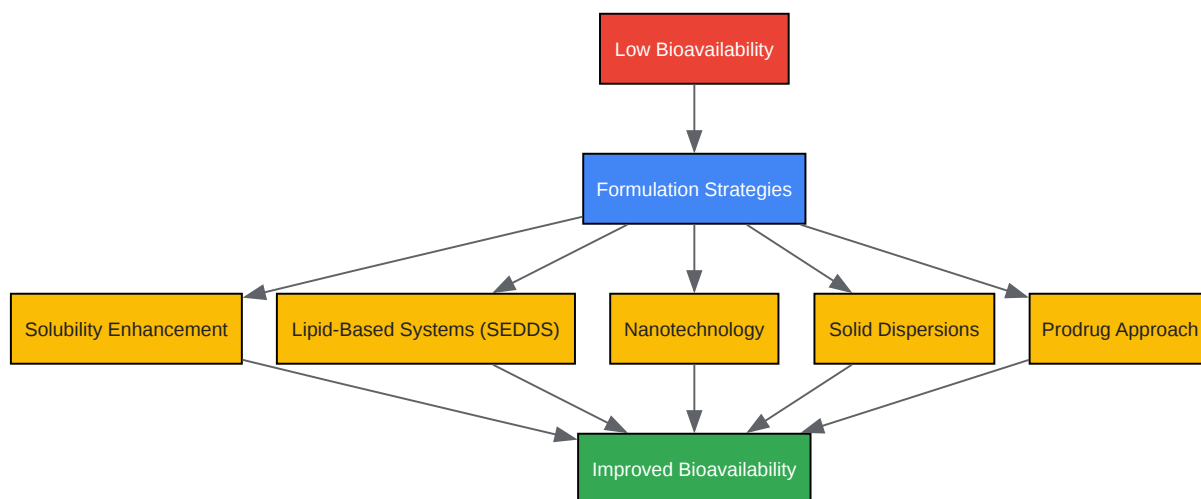 Low Bioavailability
Formulation Strategies
Solubility Enhancement
Lipid-Based Systems (SEDDS)
Nanotechnology
Solid Dispersions
Prodrug Approach
Improved Bioavailability